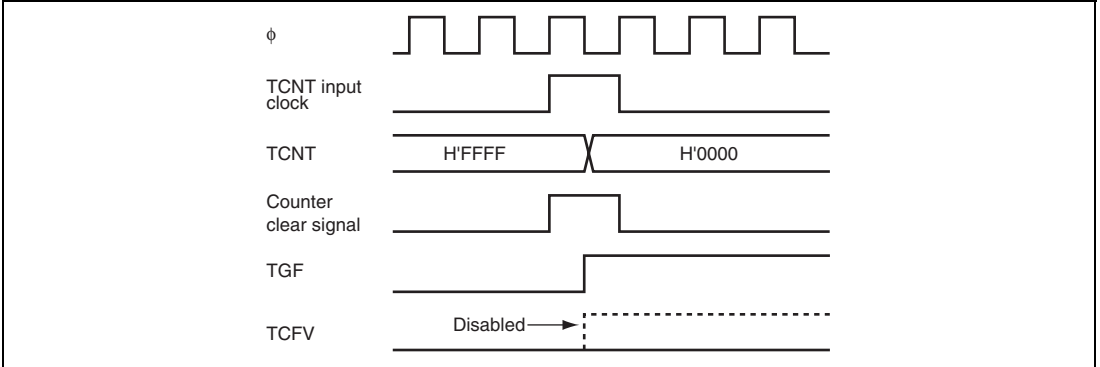 φ
TCNT input
clock
TCNT
H'FFFF
H'0000
Counter
clear signal
TGF
Disabled
TCFV